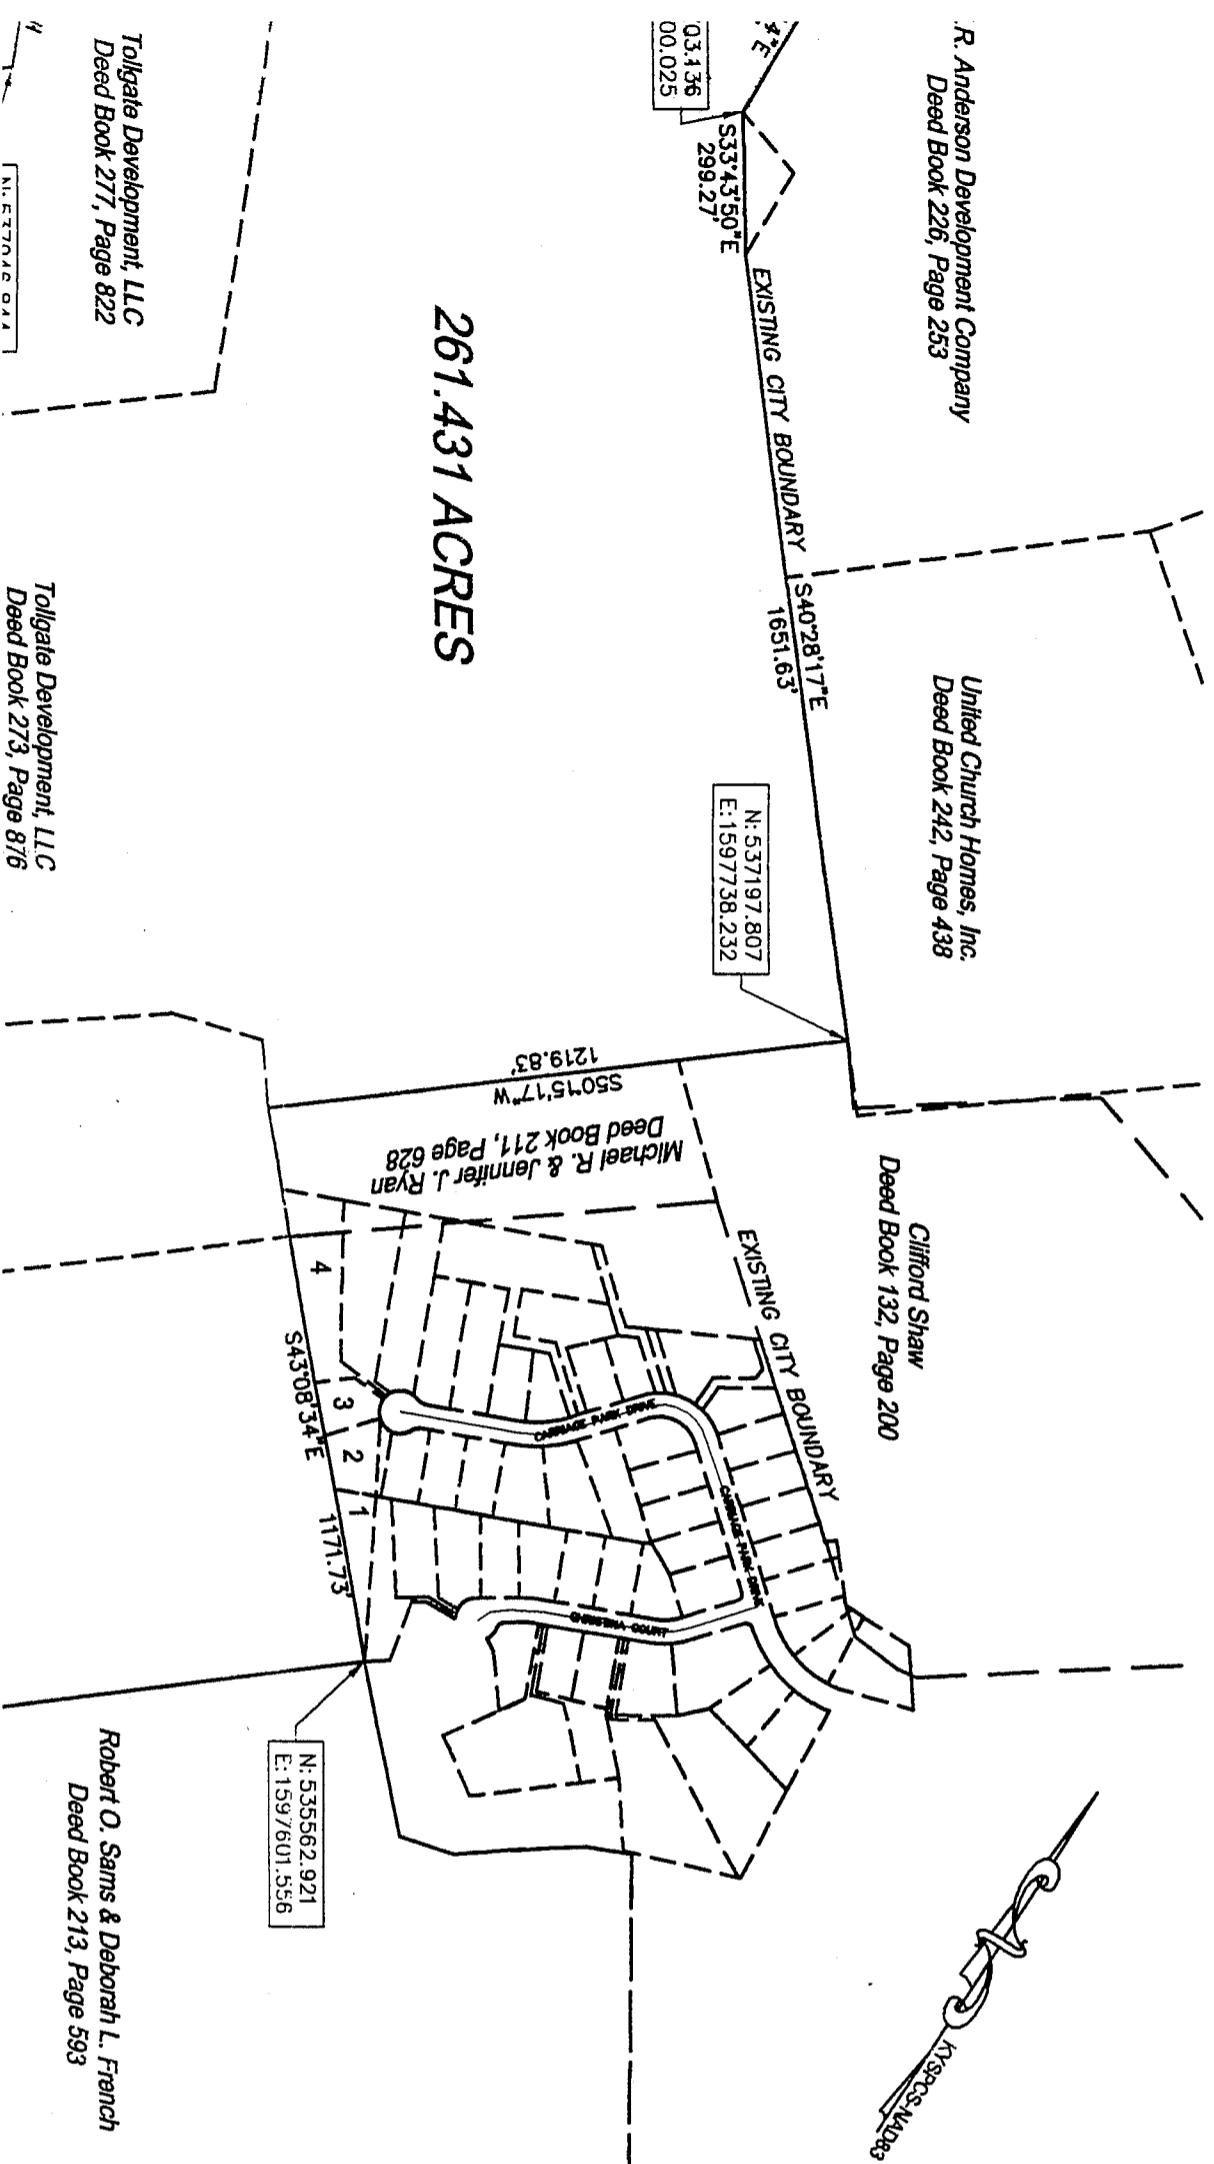 .R. Anderson Development Company
Deed Book 226, Page 253
"E
03.136
00.025
S33°43'50"E
299.27'
EXISTING CITY BOUNDARY
S40°28'17"E
1651.63'
United Church Homes, Inc.
Deed Book 242, Page 438
N: 537197.807
E: 1597738.232
Clifford Shaw
Deed Book 132, Page 200
EXISTING CITY BOUNDARY
KYSPCS-NAD83
261.431 ACRES
1219.83'
S50°15'17"W
Michael R. & Jennifer J. Ryan
Deed Book 211, Page 628
CARRIAGE PARK DRIVE
CARRIAGE PARK DRIVE
CHRISTINA COURT
4
3
2
1
S43°08'34"E
1171.73'
N: 535562.921
E: 1597601.556
Tollgate Development, LLC
Deed Book 277, Page 822
Tollgate Development, LLC
Deed Book 273, Page 876
Robert O. Sams & Deborah L. French
Deed Book 213, Page 593